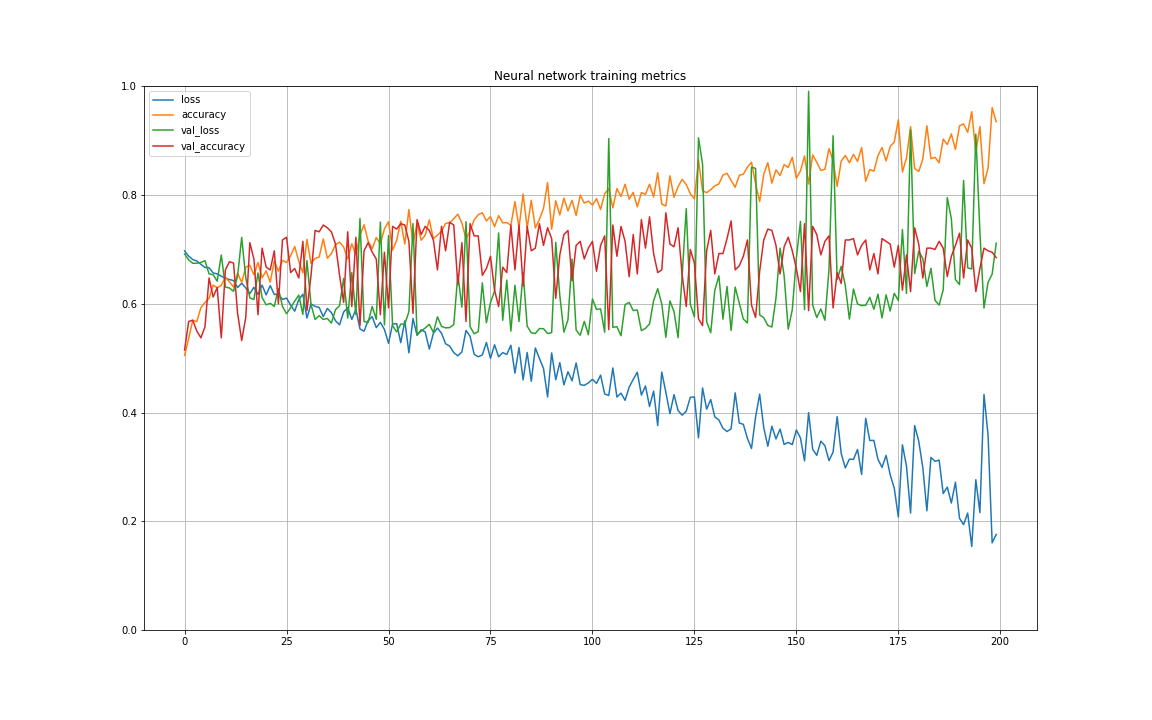 Neural network training metrics
1.0
loss
accuracy
val_loss
val_accuracy
0.8
0.6
0.4
0.2
0.0
0 25 50 75 100 125 150 175 200